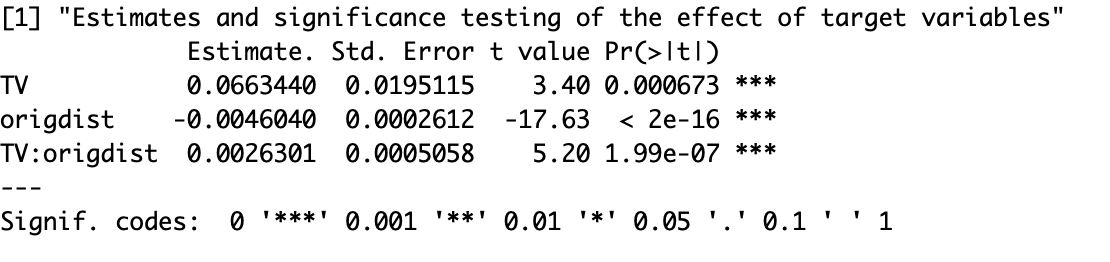 [1] "Estimates and significance testing of the effect of target variables"
             Estimate. Std. Error t value Pr(>|t|)
TV           0.0663440  0.0195115    3.40 0.000673 ***
origdist    -0.0046040  0.0002612  -17.63  < 2e-16 ***
TV:origdist  0.0026301  0.0005058    5.20 1.99e-07 ***
---
Signif. codes:  0 '***' 0.001 '**' 0.01 '*' 0.05 '.' 0.1 ' ' 1